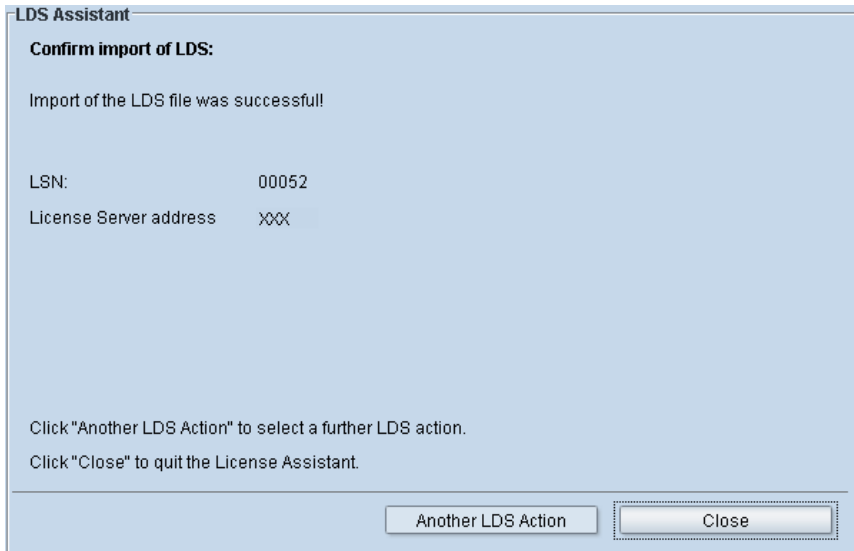 LDS Assistant
Confirm import of LDS:
Import of the LDS file was successful!
LSN: 00052
License Server address XXX
Click "Another LDS Action" to select a further LDS action.
Click "Close" to quit the License Assistant.
Another LDS Action Close